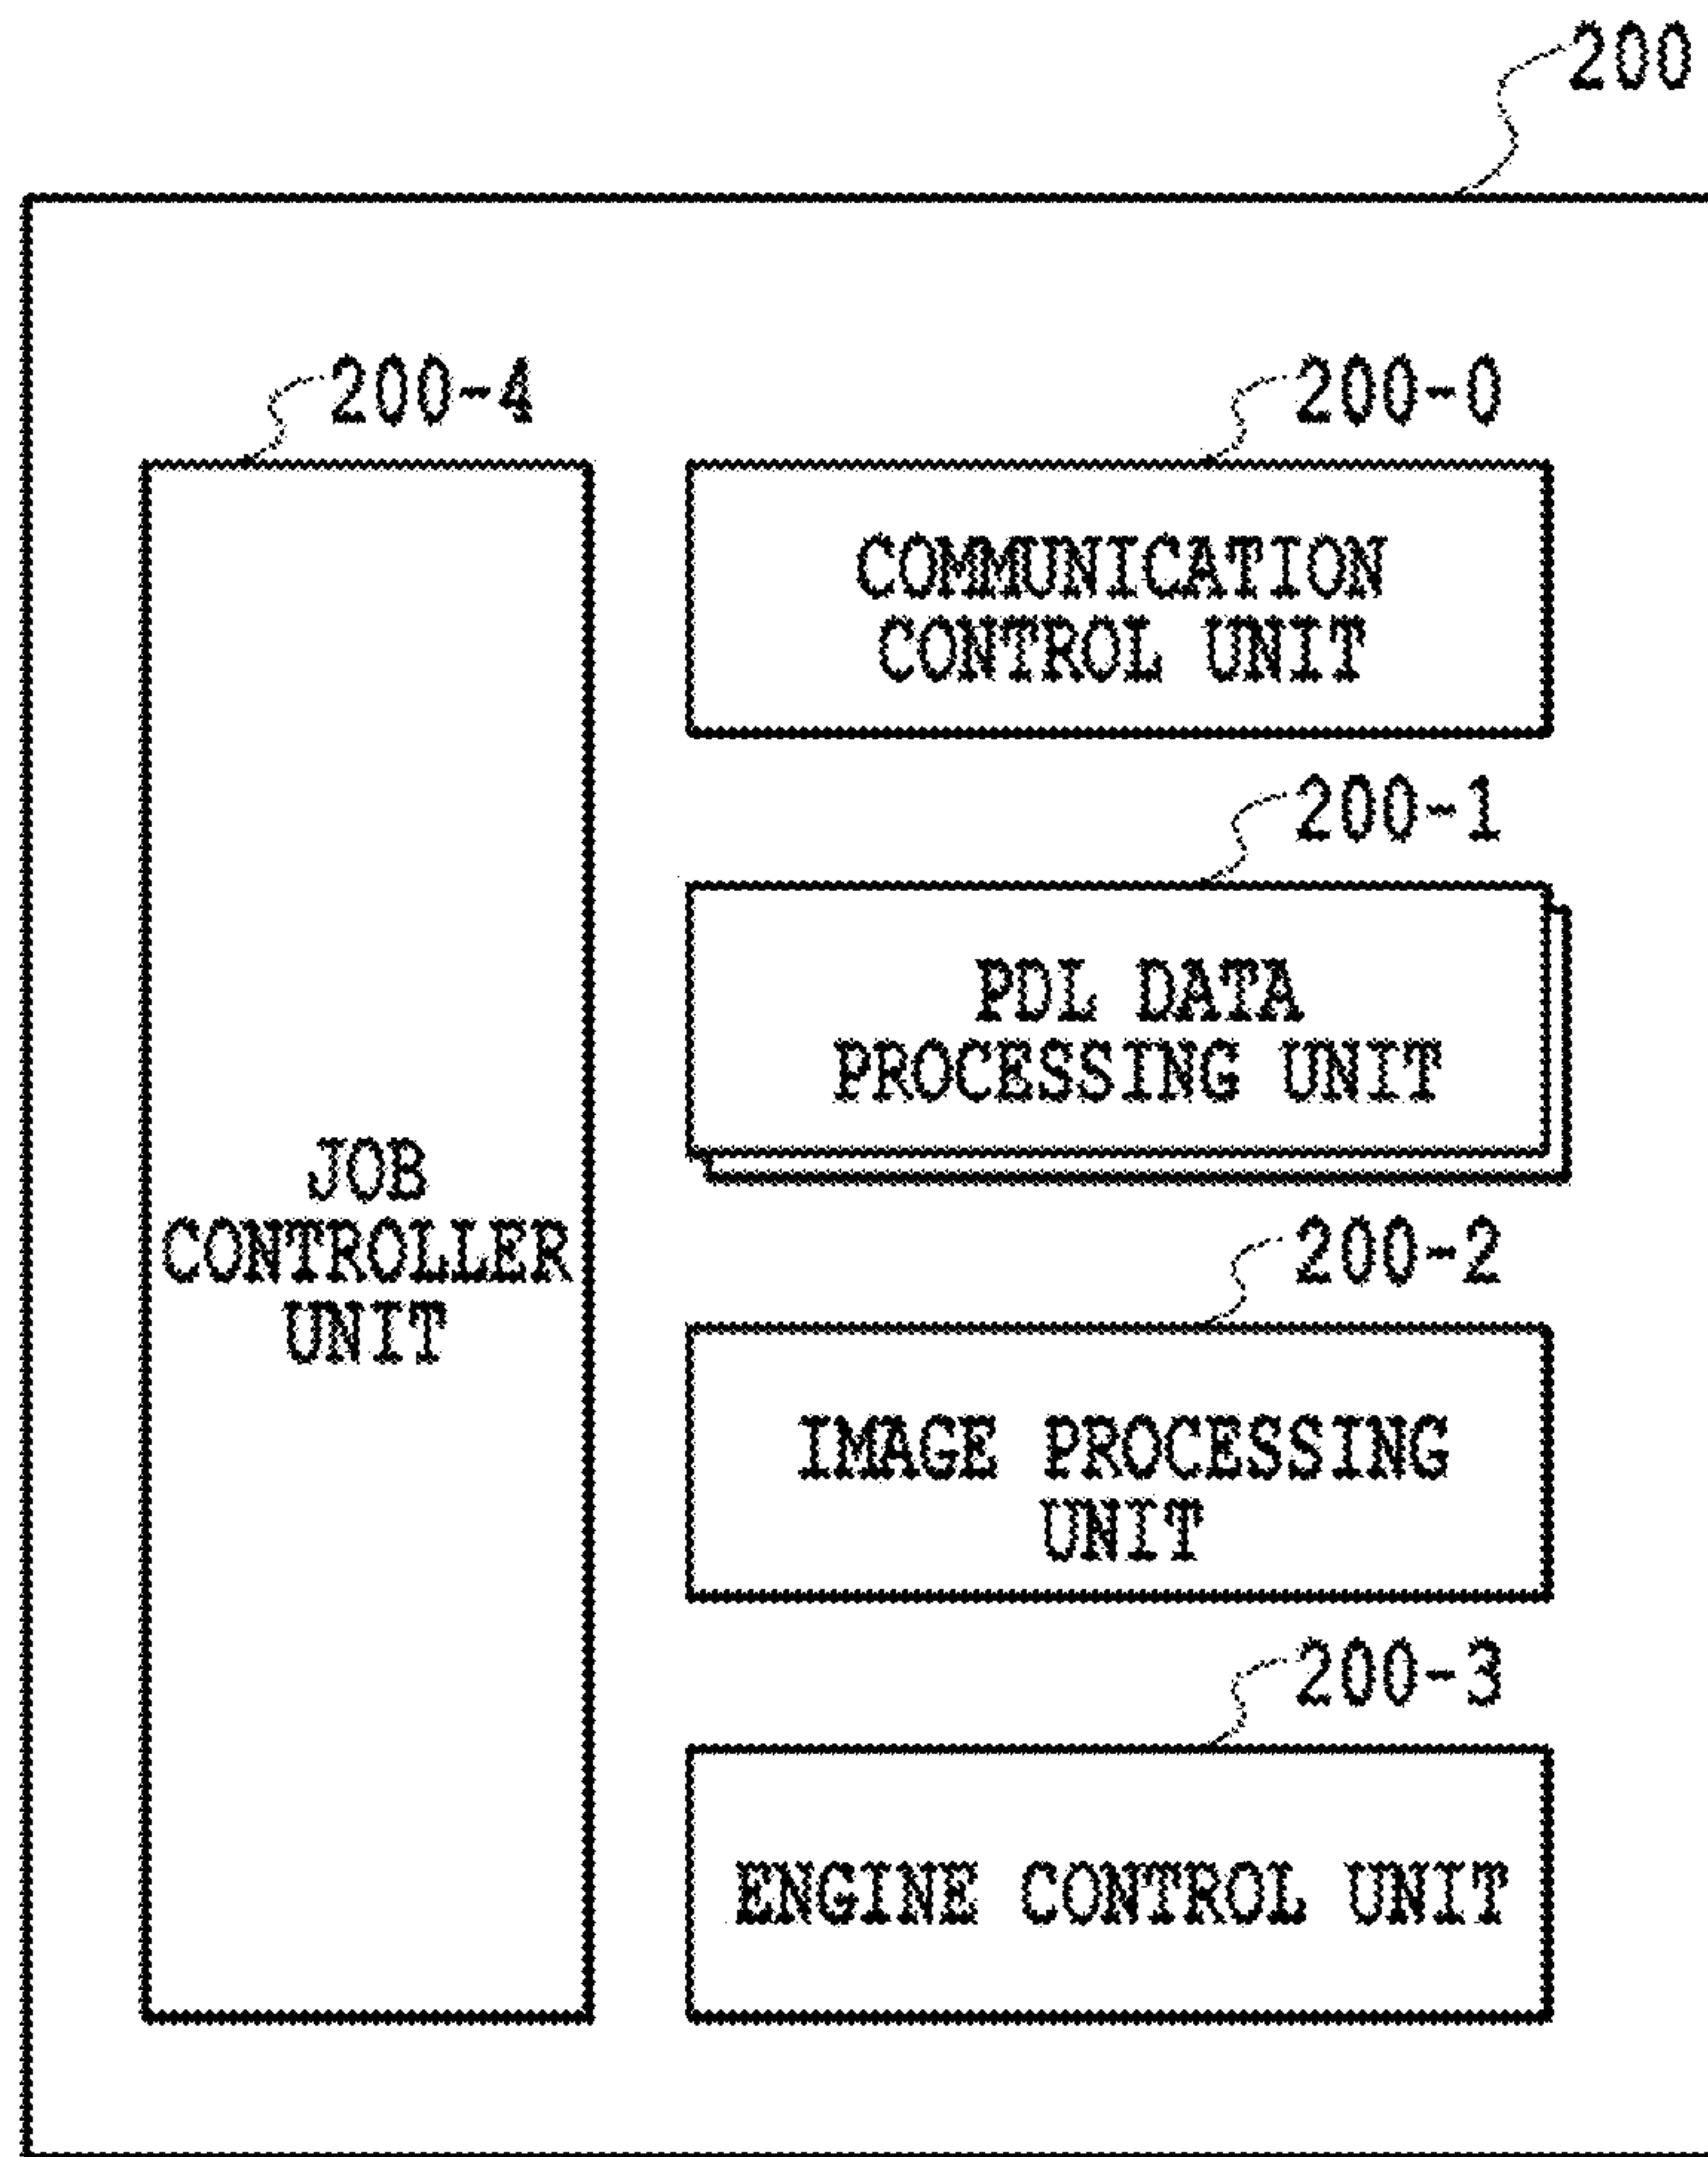 200
200-4
200-0
COMMUNICATION
CONTROL UNIT
200-1
PDL DATA
PROCESSING UNIT
JOB
CONTROLLER
UNIT
200-2
IMAGE PROCESSING
UNIT
200-3
ENGINE CONTROL UNIT